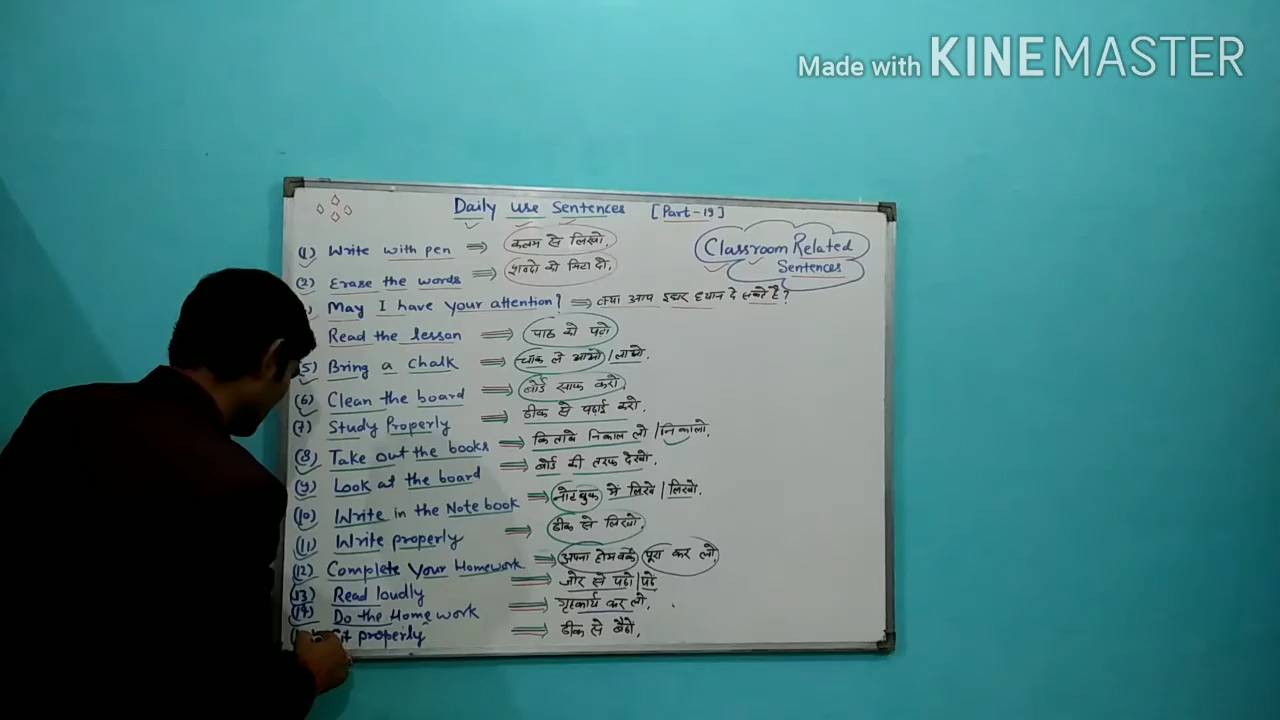 Made with KINEMASTER
Daily use Sentences [Part-19]
Classroom Related Sentences
(1) Write with pen ⇒ कलम से लिखो.
(2) Erase the words ⇒ शब्दो को मिटा दो.
May I have your attention? ⇒ क्या आप इधर ध्यान दे सकते है?
Read the lesson ⇒ पाठ को पढ़ो
(5) Bring a chalk ⇒ चाक ले आओ/लाओ.
(6) Clean the board ⇒ बोर्ड साफ करो.
(7) Study Properly ⇒ ठीक से पढ़ाई करो.
(8) Take out the books ⇒ किताबे निकाल लो/निकालो.
(9) Look at the board ⇒ बोर्ड की तरफ देखो.
(10) Write in the Note book ⇒ नोटबुक में लिखे/लिखो.
(11) Write properly ⇒ ठीक से लिखो.
(12) Complete Your Homework ⇒ अपना होमवर्क पूरा कर लो.
(13) Read loudly ⇒ जोर से पढो/पढे
(14) Do the Home work ⇒ गृहकार्य कर लो.
properly ⇒ ठीक से बैठो.